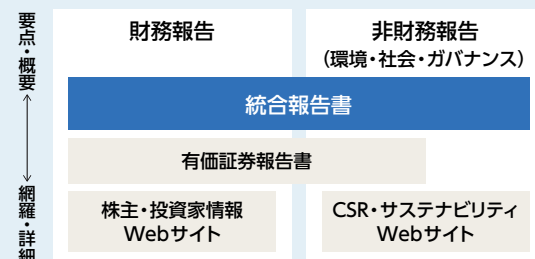 要点・概要
財務報告
非財務報告
（環境・社会・ガバナンス）
統合報告書
有価証券報告書
株主・投資家情報
Webサイト
CSR・サステナビリティ
Webサイト
網羅・詳細